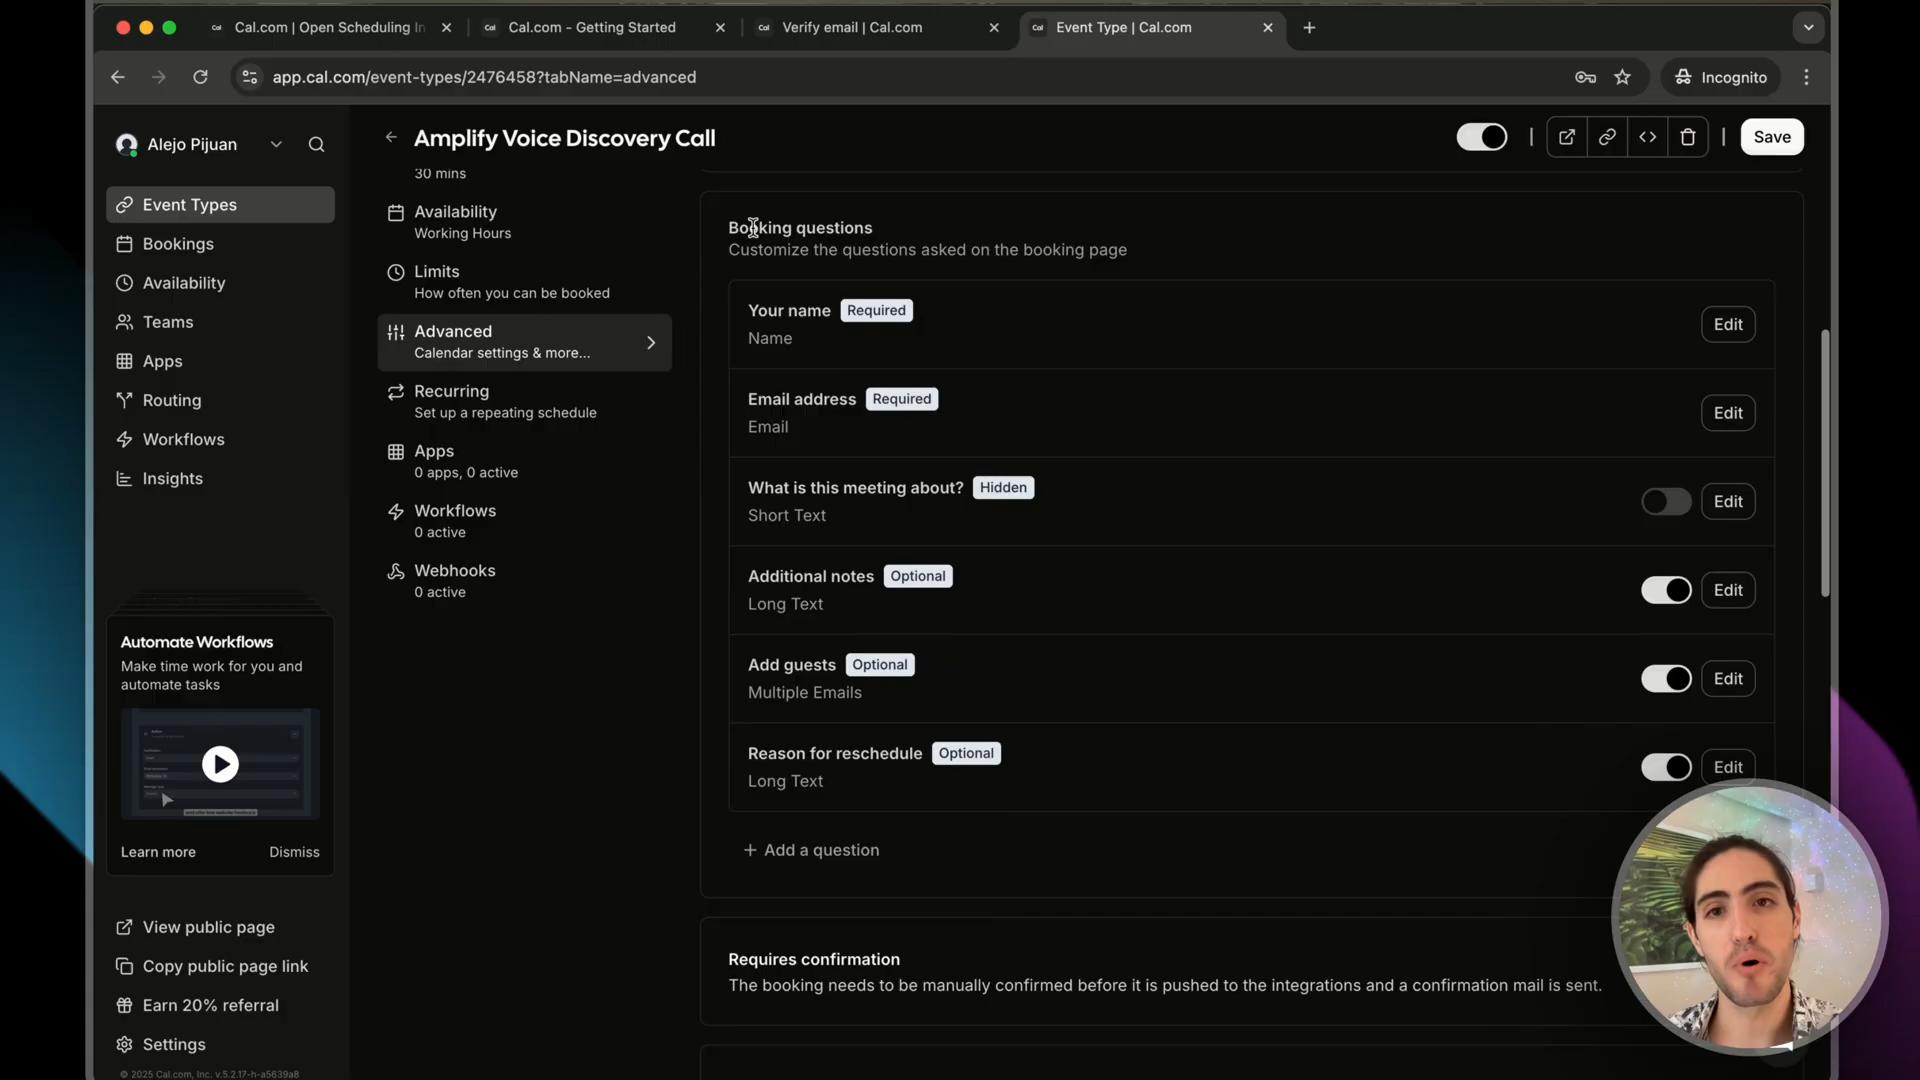 Cal.com | Open Scheduling In
Cal.com - Getting Started
Verify email | Cal.com
Event Type | Cal.com
app.cal.com/event-types/2476458?tabName=advanced
Incognito
Alejo Pijuan
Event Types
Bookings
Availability
Teams
Apps
Routing
Workflows
Insights
Automate Workflows
Make time work for you and
automate tasks
Learn more
Dismiss
View public page
Copy public page link
Earn 20% referral
Settings
© 2025 Cal.com, Inc. v.5.2.17-h-a5639a8
Amplify Voice Discovery Call
Save
30 mins
Availability
Working Hours
Limits
How often you can be booked
Advanced
Calendar settings & more...
Recurring
Set up a repeating schedule
Apps
0 apps, 0 active
Workflows
0 active
Webhooks
0 active
Booking questions
Customize the questions asked on the booking page
Your name Required
Name
Edit
Email address Required
Email
Edit
What is this meeting about? Hidden
Short Text
Edit
Additional notes Optional
Long Text
Edit
Add guests Optional
Multiple Emails
Edit
Reason for reschedule Optional
Long Text
Edit
+ Add a question
Requires confirmation
The booking needs to be manually confirmed before it is pushed to the integrations and a confirmation mail is sent.